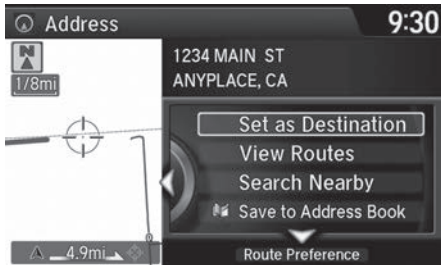 Address
9:30
N
1/8mi
1234 MAIN ST
ANYPLACE, CA
Set as Destination
View Routes
Search Nearby
Save to Address Book
4.9mi
Route Preference